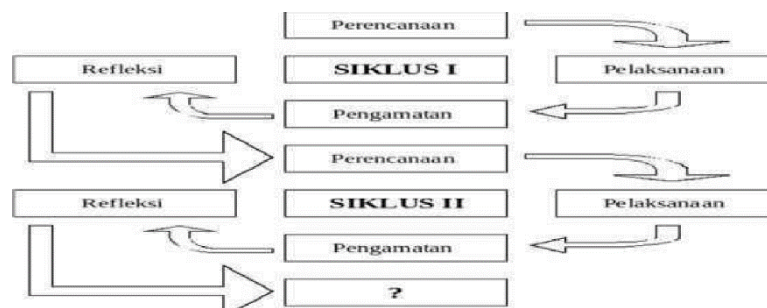 Perencanaan
Refleksi
SIKLUS I
Pelaksanaan
Pengamatan
Perencanaan
Refleksi
SIKLUS II
Pelaksanaan
Pengamatan
?